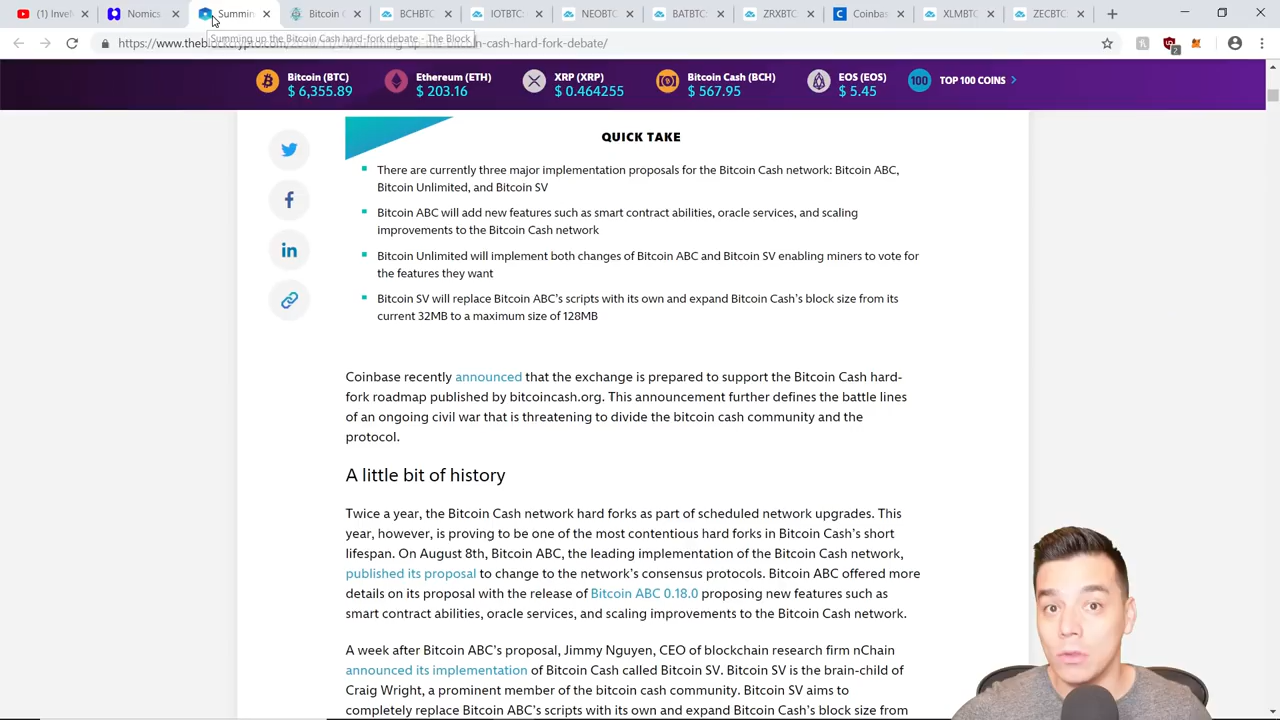 Inve
Nomics
Summin
Bitcoin (
BCHBTC
IOTBTC:
NEOBTC
BATBTC
ZRXBTC
Coinbas
XLMBTC
ZECBTC
https://www.theblockcrypto.com/2018/11/04/summing-up-the-bitcoin-cash-hard-fork-debate/
Summing up the Bitcoin Cash hard-fork debate - The Block
2
Bitcoin (BTC)
$ 6,355.89
Ethereum (ETH)
$ 203.16
XRP (XRP)
$ 0.464255
Bitcoin Cash (BCH)
$ 567.95
EOS (EOS)
$ 5.45
100
TOP 100 COINS
QUICK TAKE
There are currently three major implementation proposals for the Bitcoin Cash network: Bitcoin ABC,
Bitcoin Unlimited, and Bitcoin SV
Bitcoin ABC will add new features such as smart contract abilities, oracle services, and scaling
improvements to the Bitcoin Cash network
Bitcoin Unlimited will implement both changes of Bitcoin ABC and Bitcoin SV enabling miners to vote for
the features they want
Bitcoin SV will replace Bitcoin ABC’s scripts with its own and expand Bitcoin Cash’s block size from its
current 32MB to a maximum size of 128MB
Coinbase recently announced that the exchange is prepared to support the Bitcoin Cash hard-
fork roadmap published by bitcoincash.org. This announcement further defines the battle lines
of an ongoing civil war that is threatening to divide the bitcoin cash community and the
protocol.
A little bit of history
Twice a year, the Bitcoin Cash network hard forks as part of scheduled network upgrades. This
year, however, is proving to be one of the most contentious hard forks in Bitcoin Cash’s short
lifespan. On August 8th, Bitcoin ABC, the leading implementation of the Bitcoin Cash network,
published its proposal to change to the network’s consensus protocols. Bitcoin ABC offered more
details on its proposal with the release of Bitcoin ABC 0.18.0 proposing new features such as
smart contract abilities, oracle services, and scaling improvements to the Bitcoin Cash network.
A week after Bitcoin ABC’s proposal, Jimmy Nguyen, CEO of blockchain research firm nChain
announced its implementation of Bitcoin Cash called Bitcoin SV. Bitcoin SV is the brain-child of
Craig Wright, a prominent member of the bitcoin cash community. Bitcoin SV aims to
completely replace Bitcoin ABC’s scripts with its own and expand Bitcoin Cash’s block size from